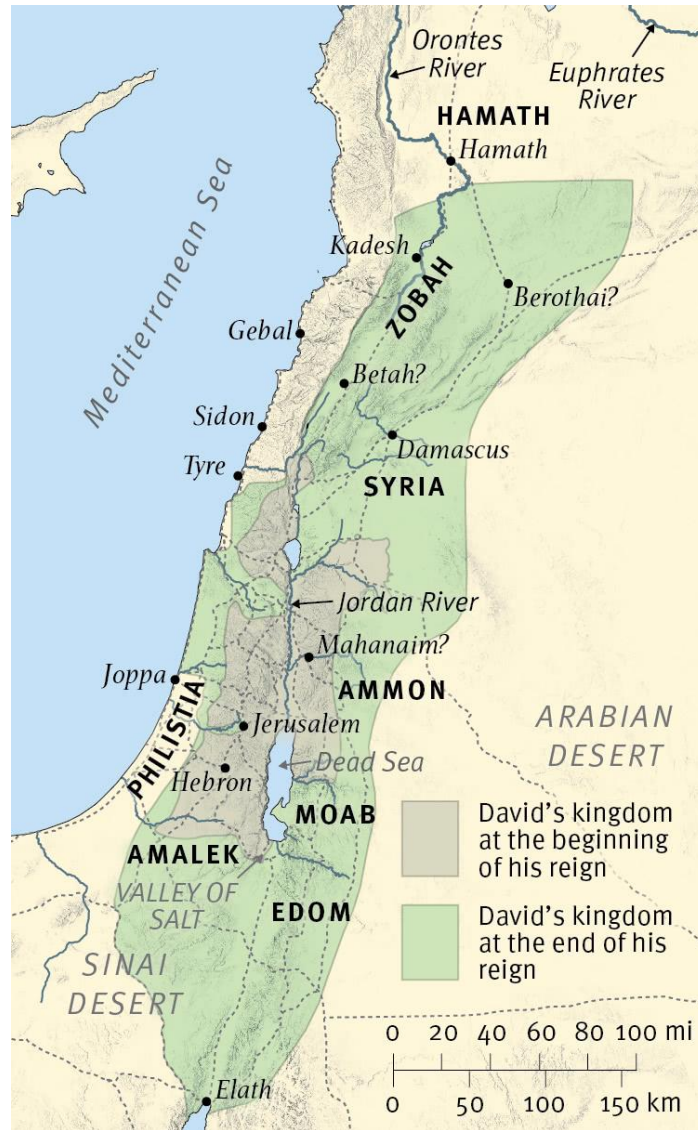 Orontes
River
Euphrates
River
HAMATH
Hamath
Mediterranean Sea
Kadesh
ZOBAH
Berothai?
Gebal
Betah?
Sidon
Damascus
Tyre
SYRIA
Jordan River
Mahanaim?
Joppa
AMMON
PHILISTIA
Jerusalem
ARABIAN
DESERT
Dead Sea
Hebron
MOAB
AMALEK
VALLEY OF
SALT
EDOM
SINAI
DESERT
Elath
David's kingdom
at the beginning
of his reign
David's kingdom
at the end of his
reign
0 20 40 60 80 100 mi
0 50 100 150 km